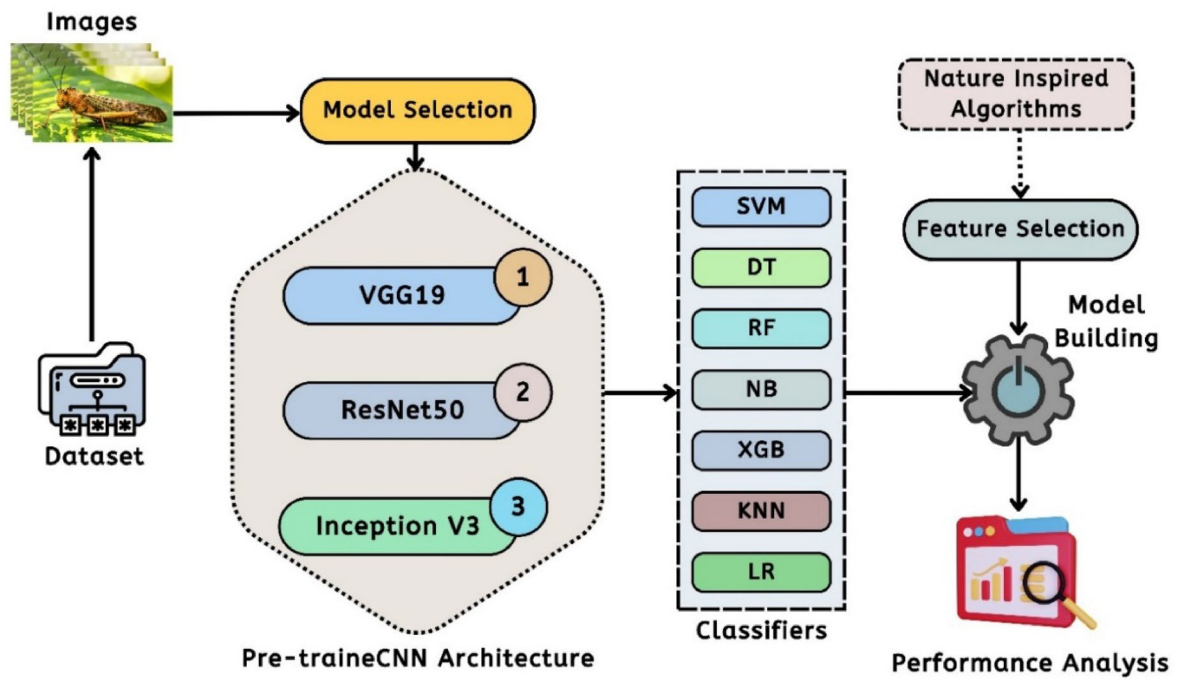 Images
Model Selection
VGG19
1
ResNet50
2
Inception V3
3
Pre-traineCNN Architecture
Dataset
SVM
DT
RF
NB
XGB
KNN
LR
Classifiers
Nature Inspired
Algorithms
Feature Selection
Model
Building
Performance Analysis